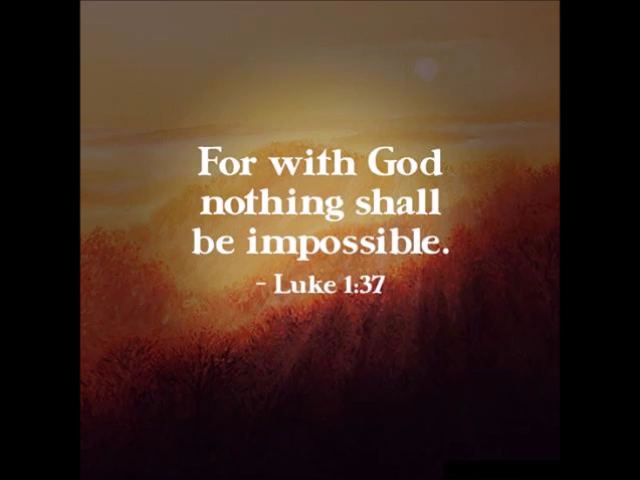 For with God
nothing shall
be impossible.
- Luke 1:37